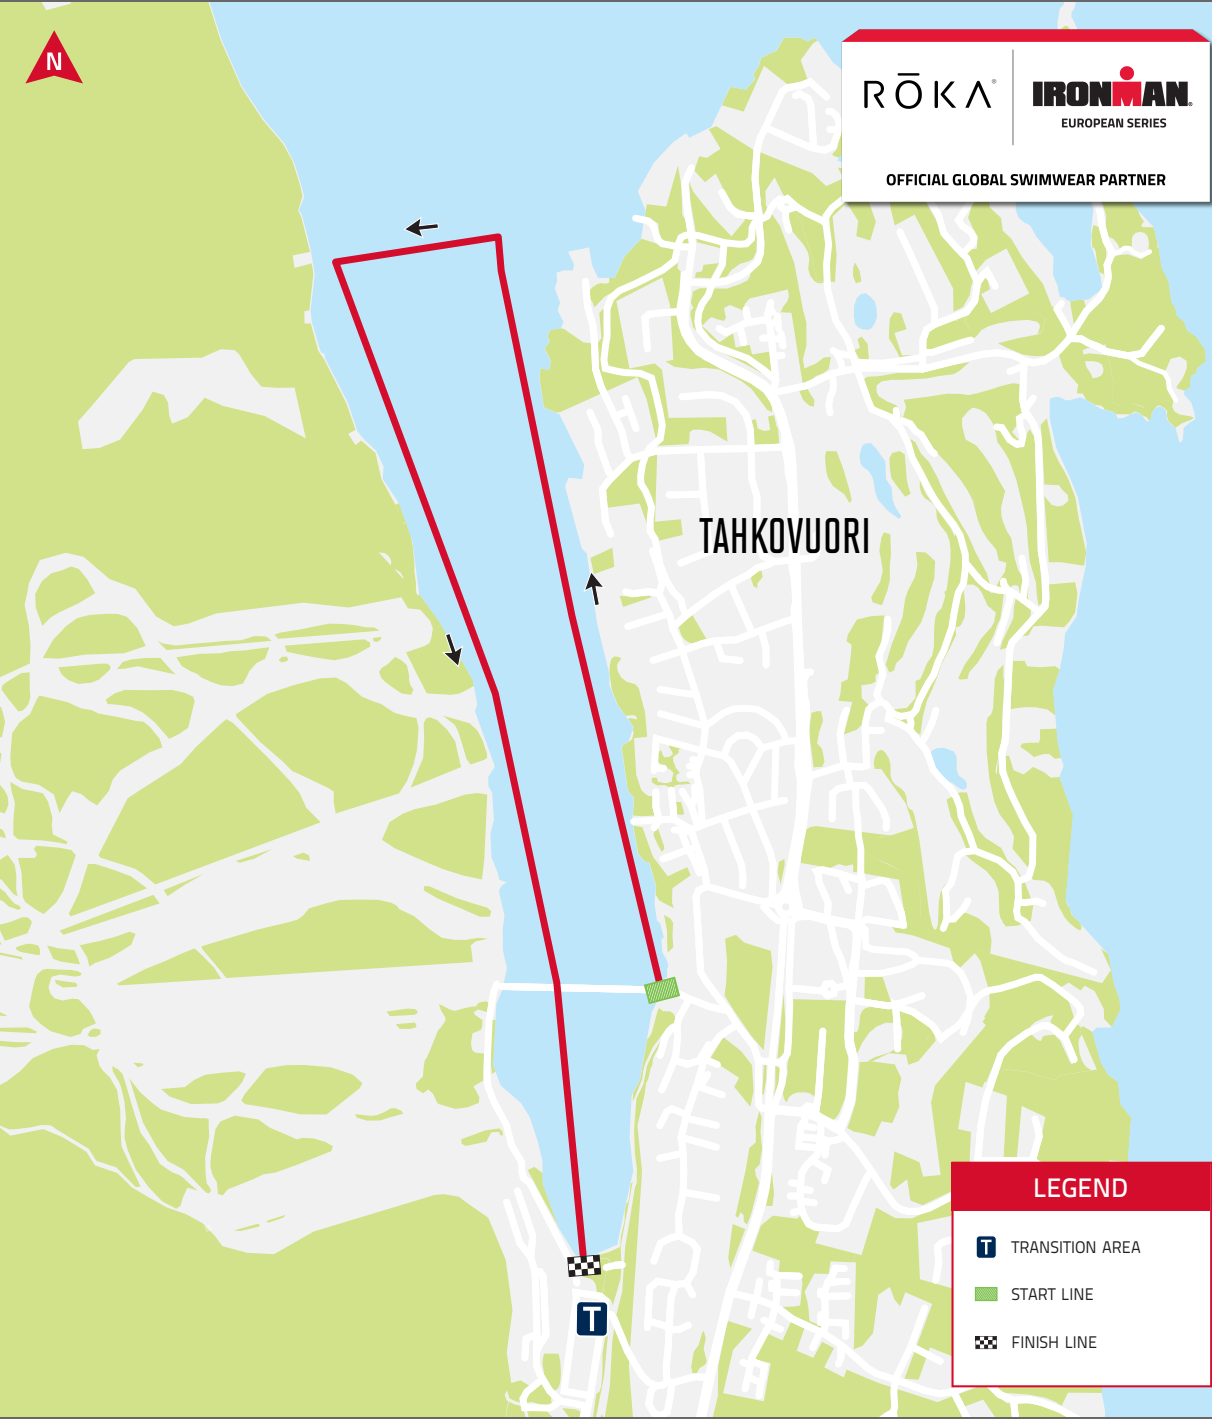 N
RŌKA®
IRONMAN®
EUROPEAN SERIES
OFFICIAL GLOBAL SWIMWEAR PARTNER
TAHKOVUORI
T
LEGEND
T TRANSITION AREA
START LINE
FINISH LINE